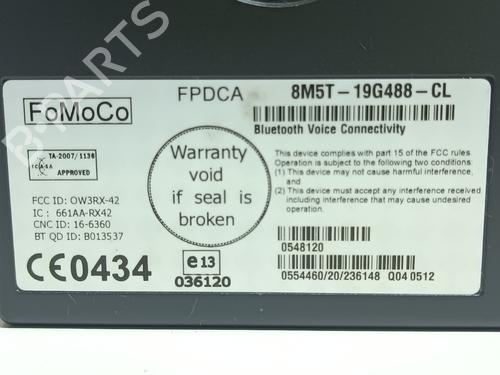 FPDCA
8M5T-19G488-CL
FoMoCo
Bluetooth Voice Connectivity
TA-2007/1136
APPROVED
Warranty
void
if seal is
broken
This device complies with part 15 of the FCC rules
Operation is subject to the following two conditions:
(1) This device may not cause harmful interference,
and
(2) This device must accept any interference received
including interference that may cause undesired
operation.
FCC ID: OW3RX-42
IC : 661AA-RX42
CNC ID: 16-6360
BT QD ID: B013537
CE0434
e13
036120
0548120
0554460/20/236148 Q04 0512
B-PARTS